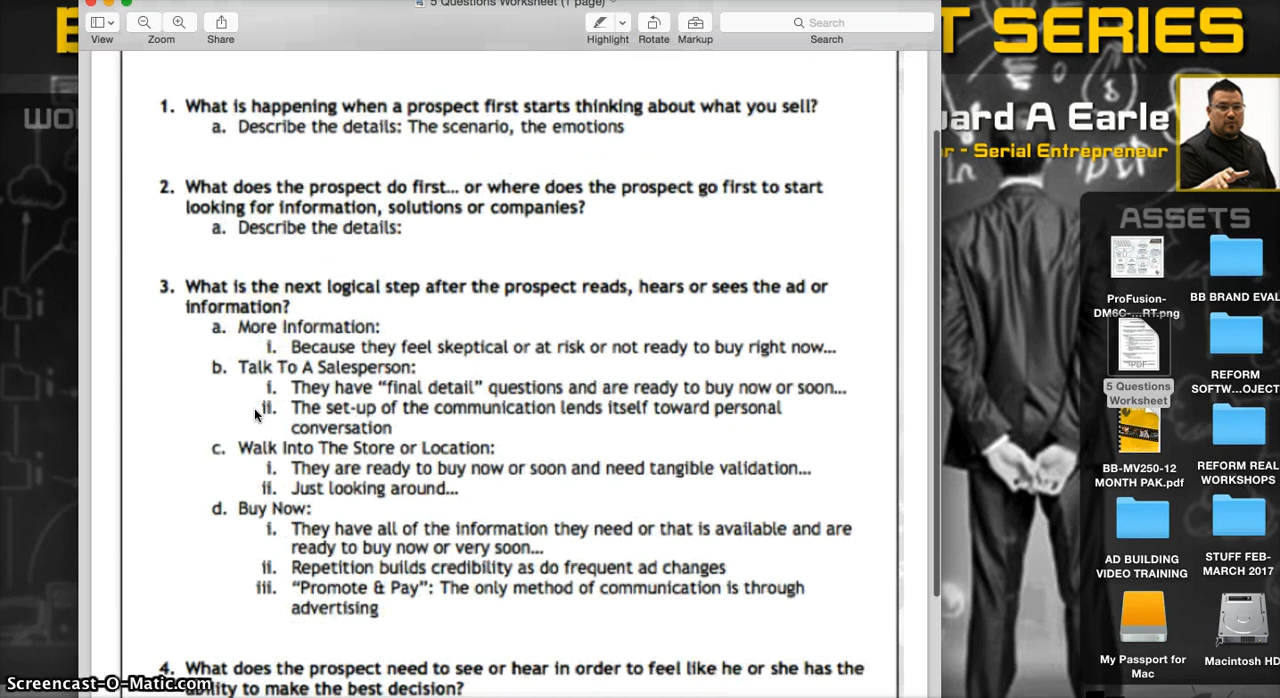 5 Questions Worksheet (1 page)
View
Zoom
Share
Highlight
Rotate
Markup
Search
Search
T SERIES
ard A Earle
r - Serial Entrepreneur
WO
ASSETS
1. What is happening when a prospect first starts thinking about what you sell?
a. Describe the details: The scenario, the emotions
2. What does the prospect do first... or where does the prospect go first to start
looking for information, solutions or companies?
a. Describe the details:
3. What is the next logical step after the prospect reads, hears or sees the ad or
information?
a. More Information:
i. Because they feel skeptical or at risk or not ready to buy right now...
b. Talk To A Salesperson:
i. They have “final detail” questions and are ready to buy now or soon...
ii. The set-up of the communication lends itself toward personal
conversation
c. Walk Into The Store or Location:
i. They are ready to buy now or soon and need tangible validation...
ii. Just looking around...
d. Buy Now:
i. They have all of the information they need or that is available and are
ready to buy now or very soon...
ii. Repetition builds credibility as do frequent ad changes
iii. “Promote & Pay”: The only method of communication is through
advertising
4. What does the prospect need to see or hear in order to feel like he or she has the
ability to make the best decision?
ProFusion-
DM6C-...RT.png
BB BRAND EVAL
PDF
5 Questions
Worksheet
REFORM
SOFTW...OJECT
BB-MV250-12
MONTH PAK.pdf
REFORM REAL
WORKSHOPS
AD BUILDING
VIDEO TRAINING
STUFF FEB-
MARCH 2017
My Passport for
Mac
Macintosh HD
Screencast-O-Matic.com